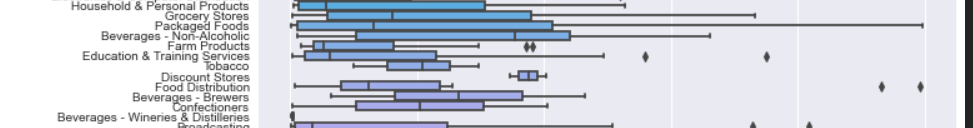 Household & Personal Products
Grocery Stores
Packaged Foods
Beverages - Non-Alcoholic
Farm Products
Education & Training Services
Tobacco
Discount Stores
Food Distribution
Beverages - Brewers
Confectioners
Beverages - Wineries & Distilleries
Broadcasting